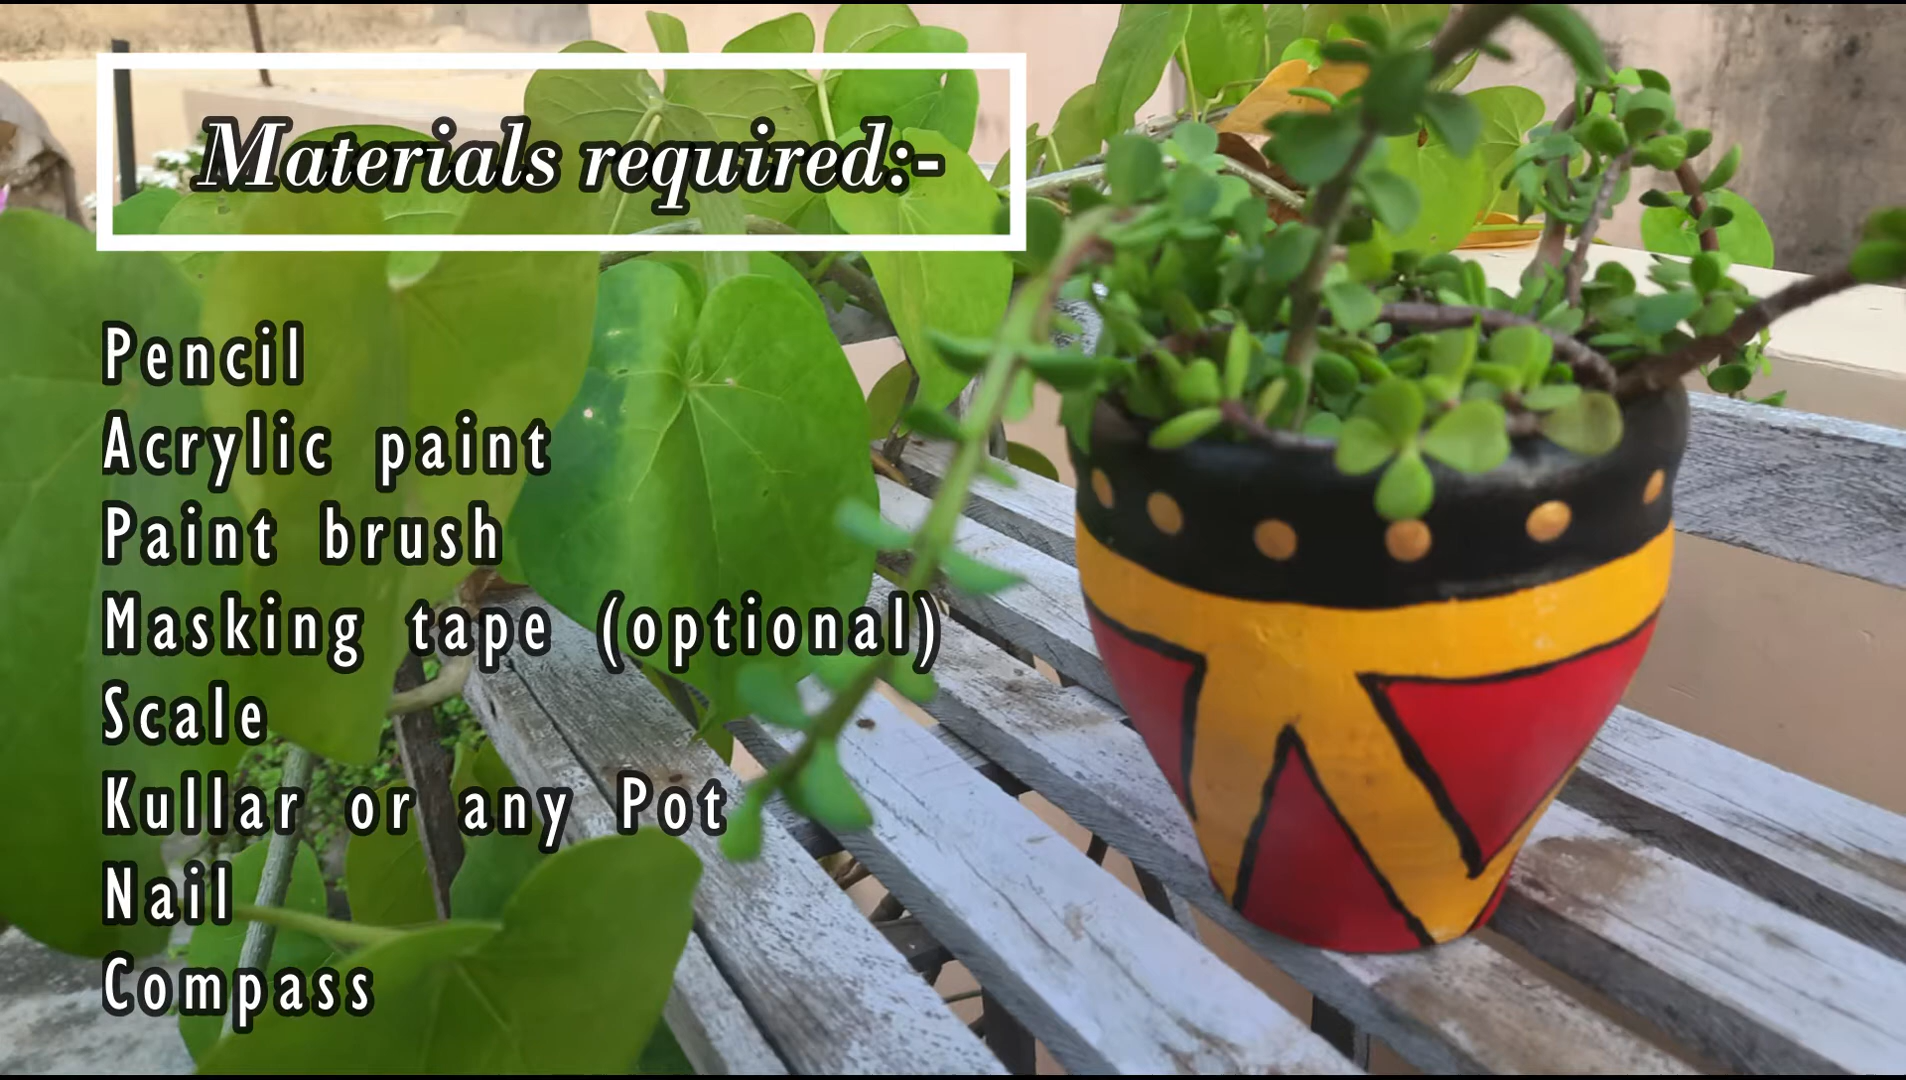 Materials required:-
Pencil
Acrylic paint
Paint brush
Masking tape (optional)
Scale
Kullar or any Pot
Nail
Compass